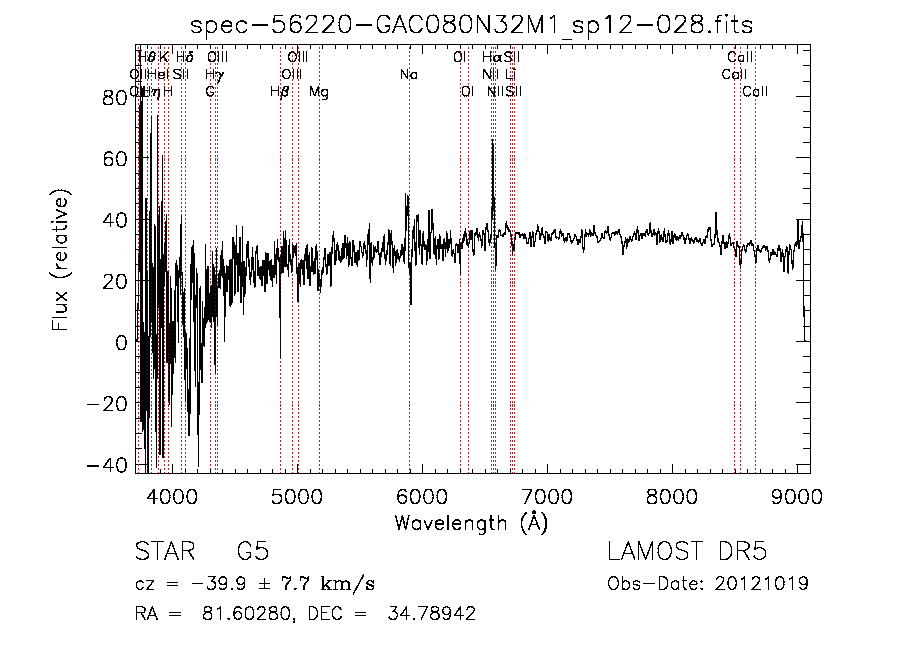 spec-56220-GAC080N32M1_sp12-028.fits
Hθ K Hδ OIII OIII OI Hα SII CaII
OII HeI SII Hγ OIII Na NII Li CaII
OII Hη H G Hβ Mg OI NII SII CaII
80
60
40
20
0
-20
-40
Flux (relative)
4000 5000 6000 7000 8000 9000
Wavelength (Å)
STAR G5 LAMOST DR5
cz = -39.9 ± 7.7 km/s Obs-Date: 20121019
RA = 81.60280, DEC = 34.78942